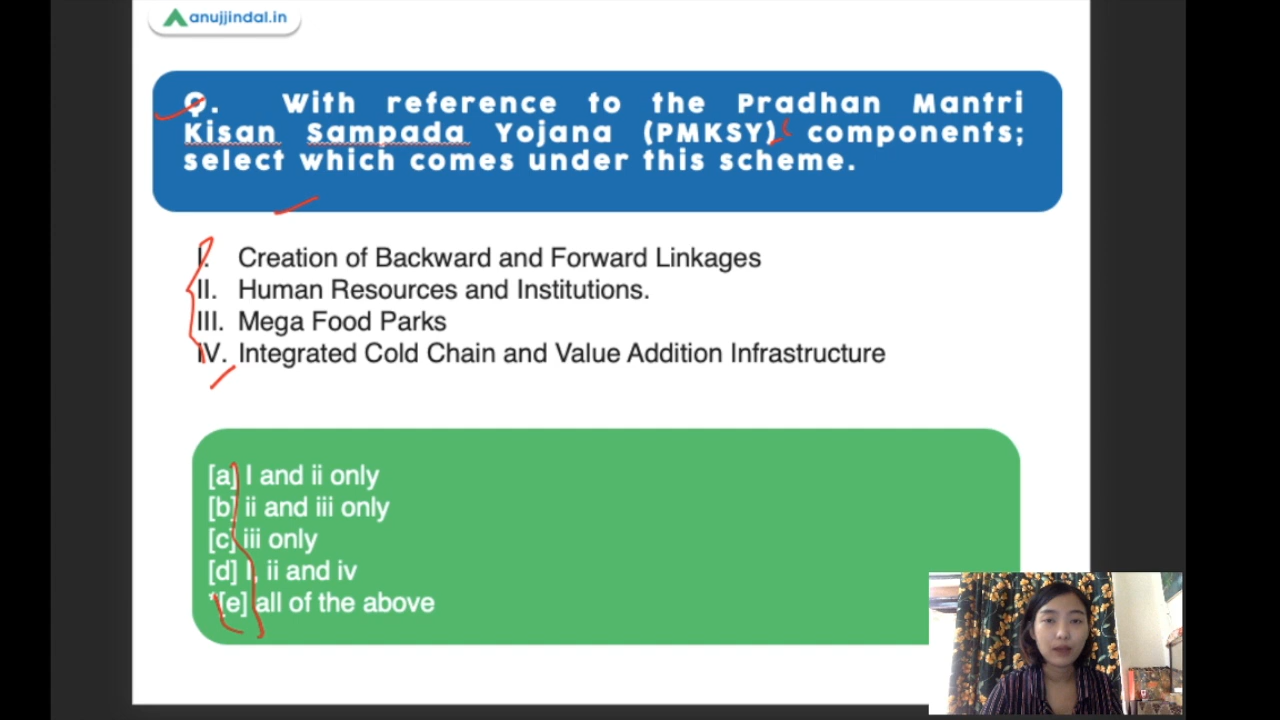 anujjindal.in
Q. With reference to the Pradhan Mantri
Kisan Sampada Yojana (PMKSY) components;
select which comes under this scheme.
I. Creation of Backward and Forward Linkages
II. Human Resources and Institutions.
III. Mega Food Parks
iV. Integrated Cold Chain and Value Addition Infrastructure
[a] I and ii only
[b] ii and iii only
[c] iii only
[d] I, ii and iv
*[e] all of the above